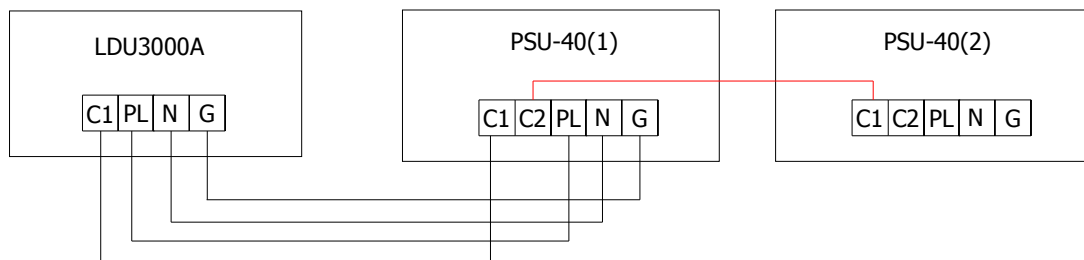 LDU3000A
PSU-40(1)
PSU-40(2)
C1 PL N G
C1 C2 PL N G
C1 C2 PL N G